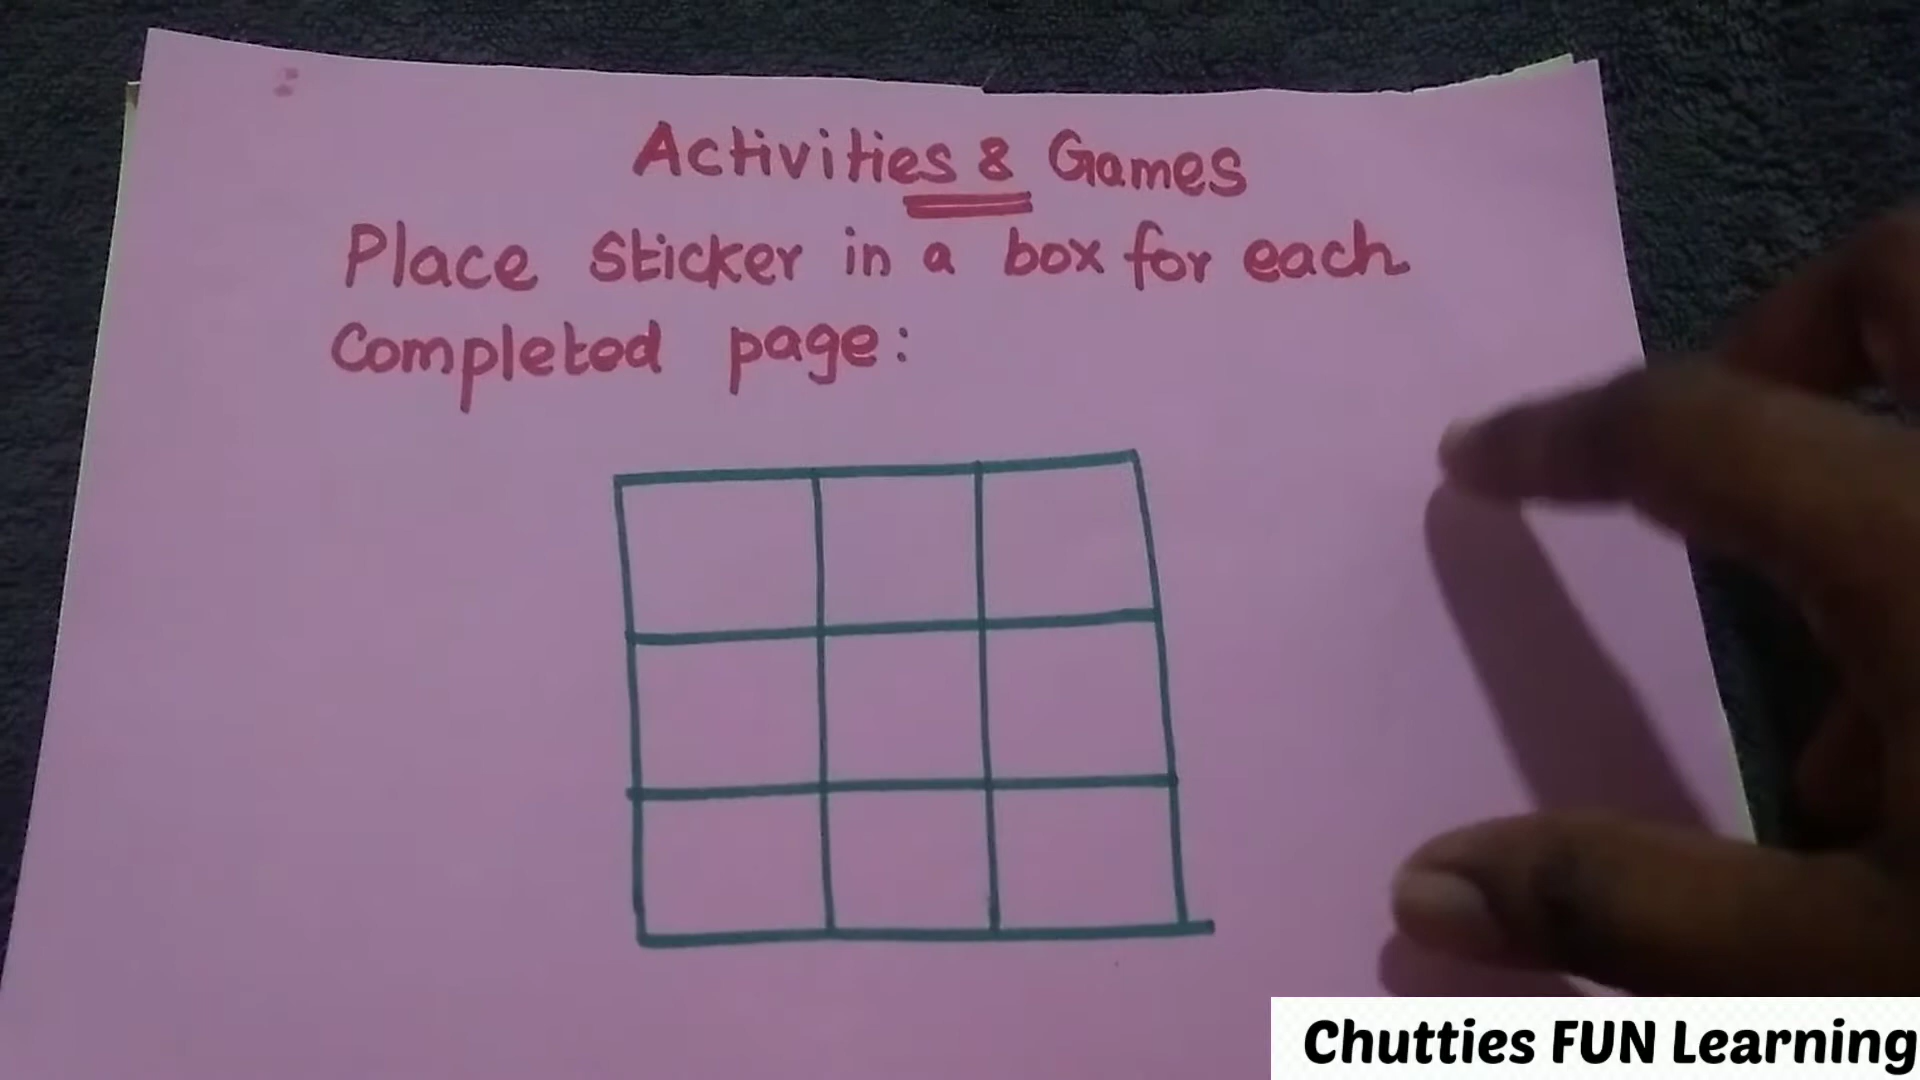 Activities & Games
Place Sticker in a box for each
Completed page:
Chutties FUN Learning